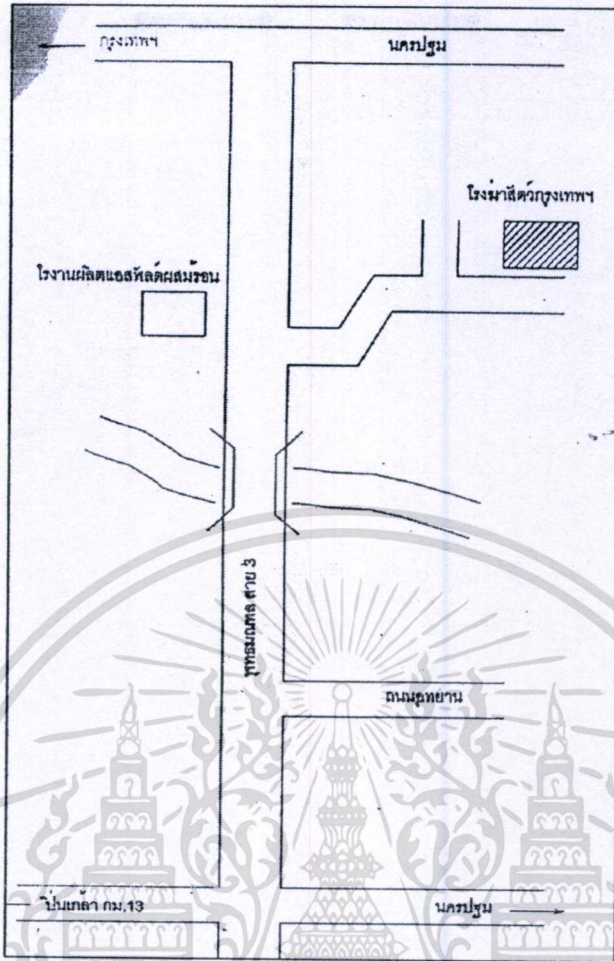 กรุงเทพฯ
นครปฐม
โรงฆ่าสัตว์กรุงเทพฯ
โรงานผลิตแอสฟัลต์ผสมร้อน
พุทธมณฑล สาย 3
ถนนอุทยาน
ปิ่นเกล้า กม.13
นครปฐม